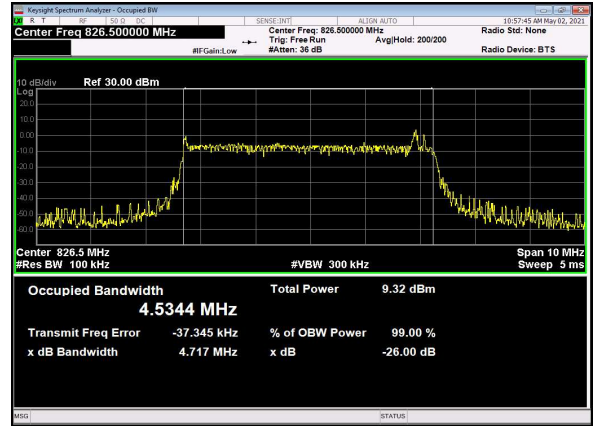 Keysight Spectrum Analyzer - Occupied BW
R T RF 50 Ω DC SENSE:INT ALIGN AUTO 10:57:45 AM May 02, 2021
Center Freq 826.500000 MHz Center Freq: 826.500000 MHz Radio Std: None
Trig: Free Run Avg|Hold: 200/200
#IFGain:Low #Atten: 36 dB Radio Device: BTS
10 dB/div Ref 30.00 dBm
Log
20.0
10.0
0.00
-10.0
-20.0
-30.0
-40.0
-50.0
-60.0
Center 826.5 MHz Span 10 MHz
#Res BW 100 kHz #VBW 300 kHz Sweep 5 ms
Occupied Bandwidth Total Power 9.32 dBm
4.5344 MHz
Transmit Freq Error -37.345 kHz % of OBW Power 99.00 %
x dB Bandwidth 4.717 MHz x dB -26.00 dB
MSG STATUS